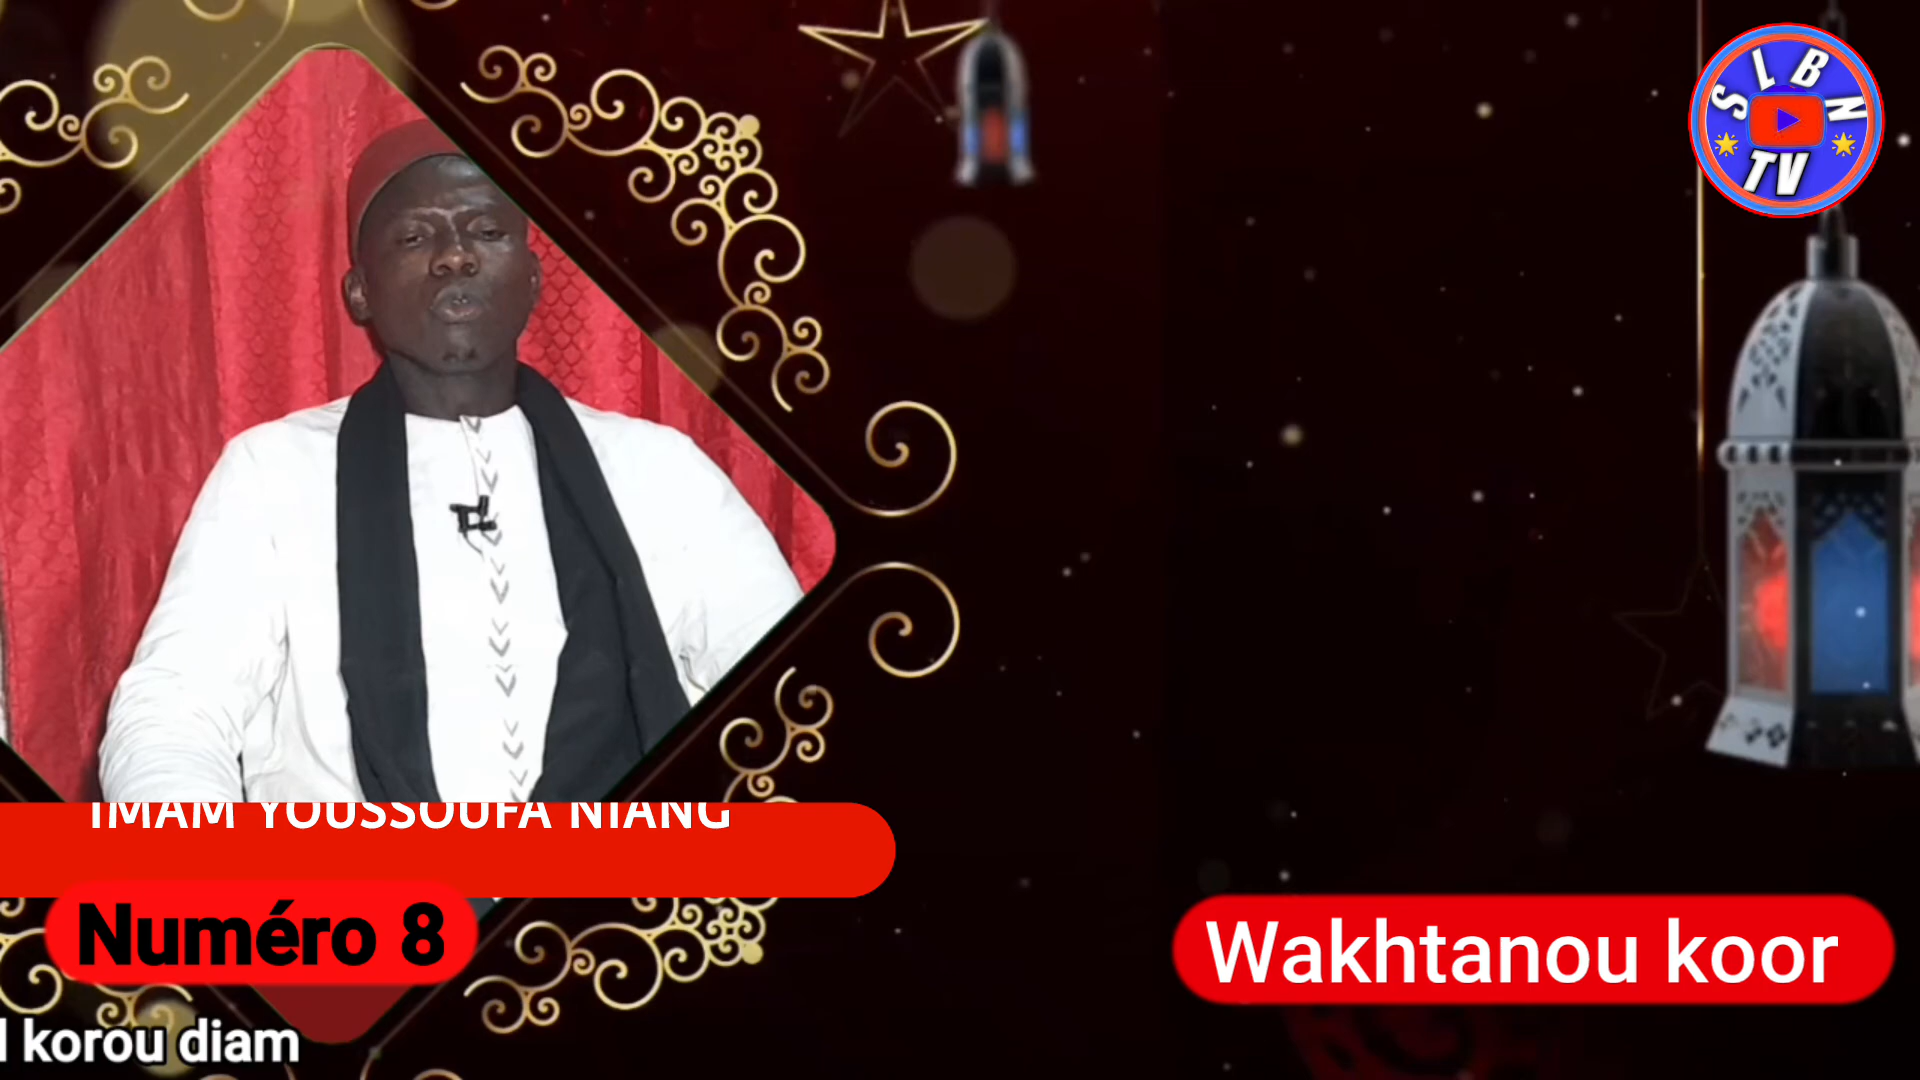 SLBN
TV
IMAM YOUSSOUFA NIANG
Numéro 8
Wakhtanou koor
korou diam